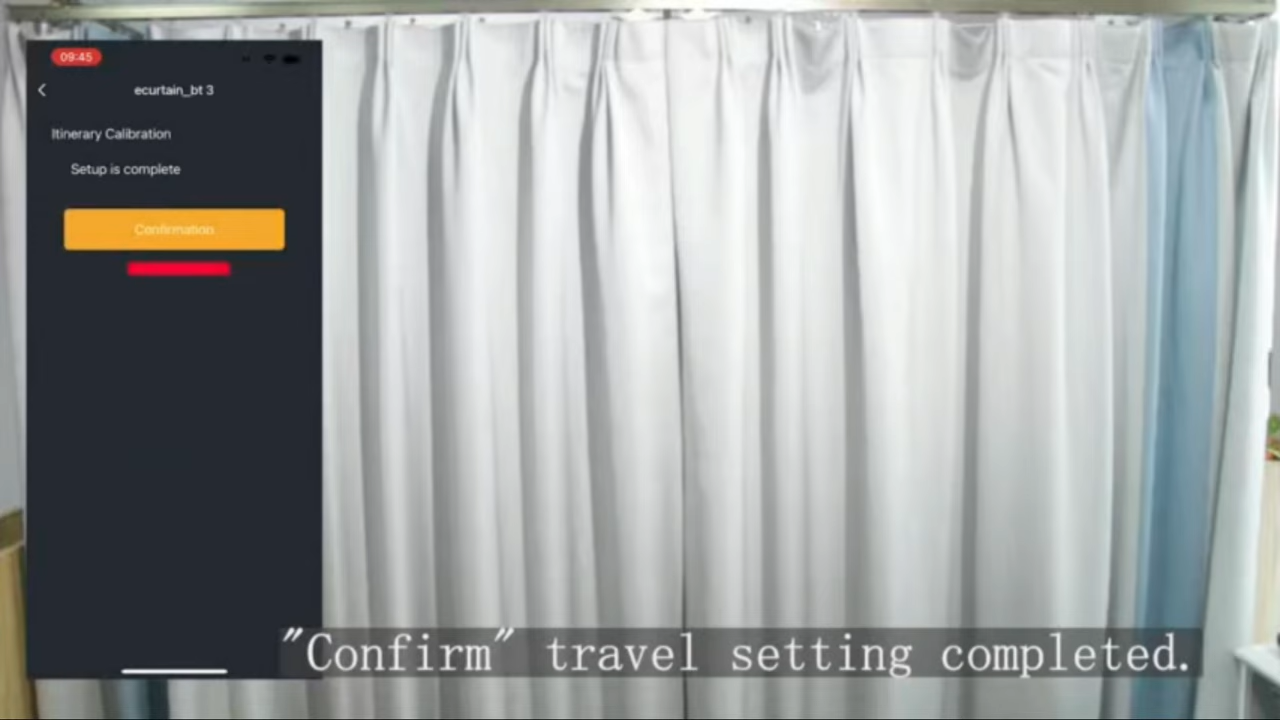 09:45
ecurtain_bt 3
Itinerary Calibration
Setup is complete
Confirmation
"Confirm" travel setting completed.